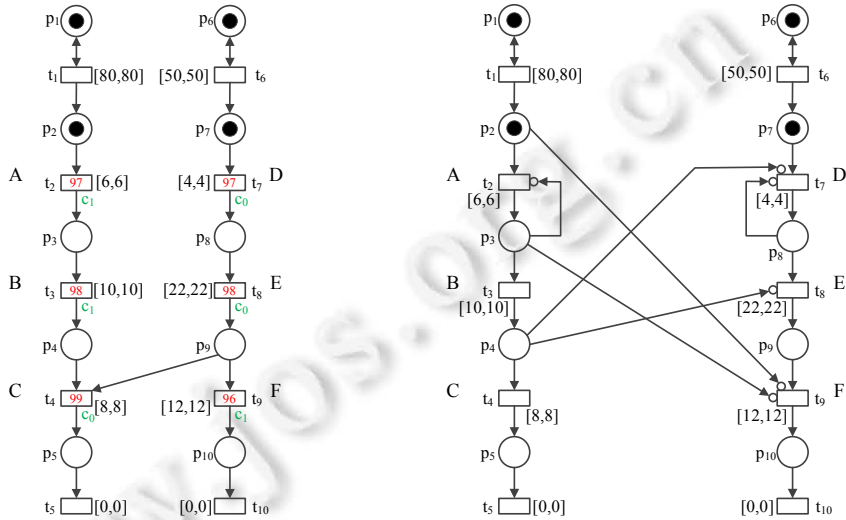 p₁ p₆ p₁ p₆
t₁ [80,80] [50,50] t₆ t₁ [80,80] [50,50] t₆
p₂ p₇ p₂ p₇
A t₂ 97 [6,6] [4,4] 97 t₇ D A t₂ t₇ D
c₁ c₀ [6,6] [4,4]
p₃ p₈ p₃ p₈
B t₃ 98 [10,10] [22,22] 98 t₈ E B t₃ t₈ E
c₁ c₀ [10,10] [22,22]
p₄ p₉ p₄ p₉
C t₄ 99 [8,8] [12,12] 96 t₉ F C t₄ t₉ F
c₀ c₁ [8,8] [12,12]
p₅ p₁₀ p₅ p₁₀
t₅ [0,0] [0,0] t₁₀ t₅ [0,0] [0,0] t₁₀
www.jos.org.cn